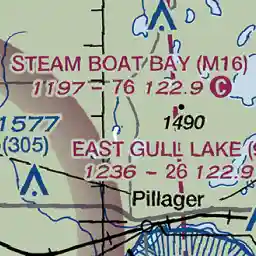 STEAM BOAT BAY (M16)
1197 - 76 122.9 C
1577
(305)
1490
EAST GULL LAKE (9
1236 - 26 122.9
Pillager